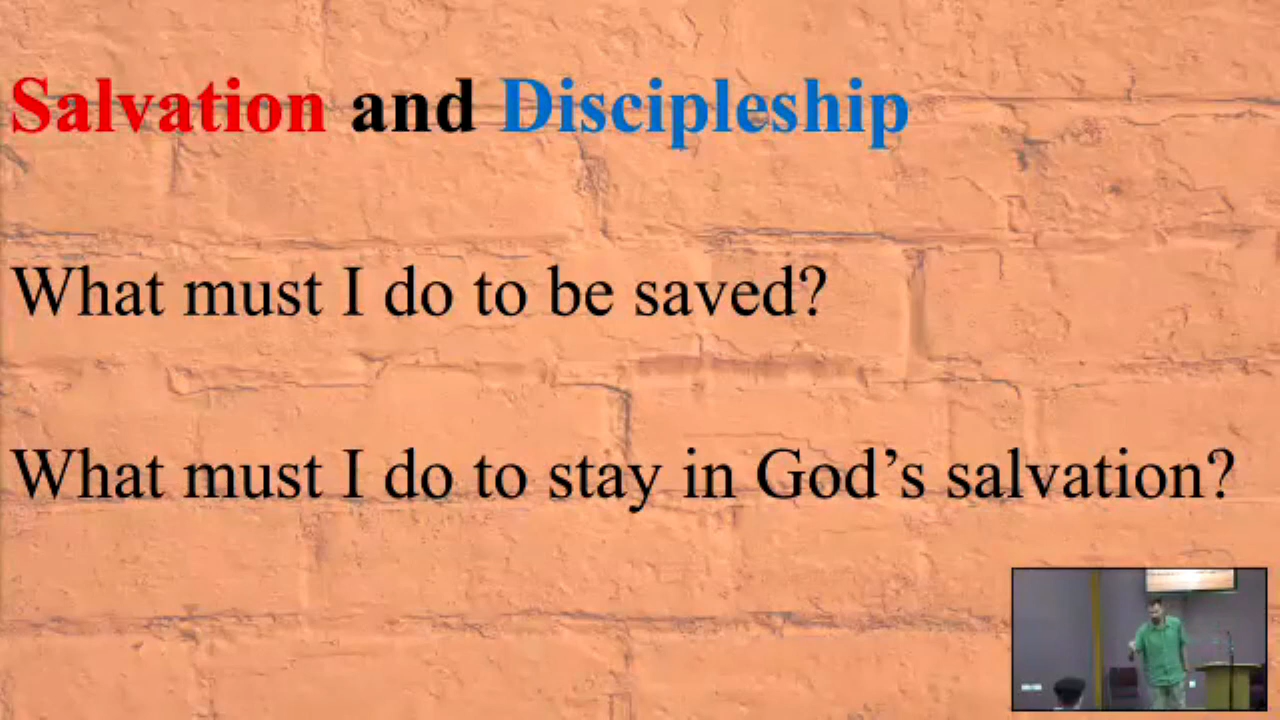 Salvation and Discipleship
What must I do to be saved?
What must I do to stay in God’s salvation?